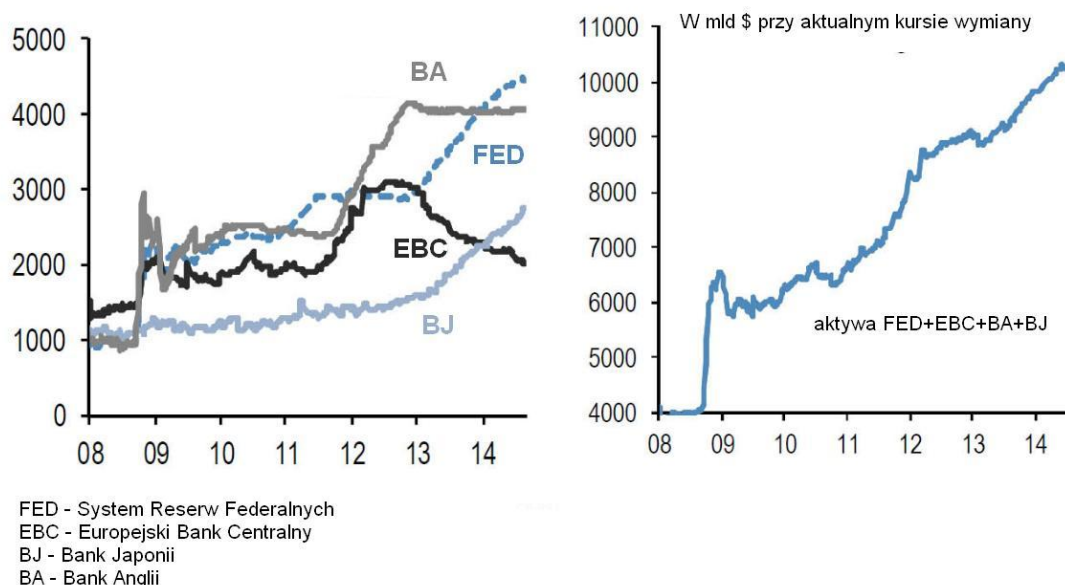 5000
4000
3000
2000
1000
0
08 09 10 11 12 13 14
BA
FED
EBC
BJ
W mld $ przy aktualnym kursie wymiany
11000
10000
9000
8000
7000
6000
5000
4000
08 09 10 11 12 13 14
aktywa FED+EBC+BA+BJ
FED - System Reserw Federalnych
EBC - Europejski Bank Centralny
BJ - Bank Japonii
BA - Bank Anglii